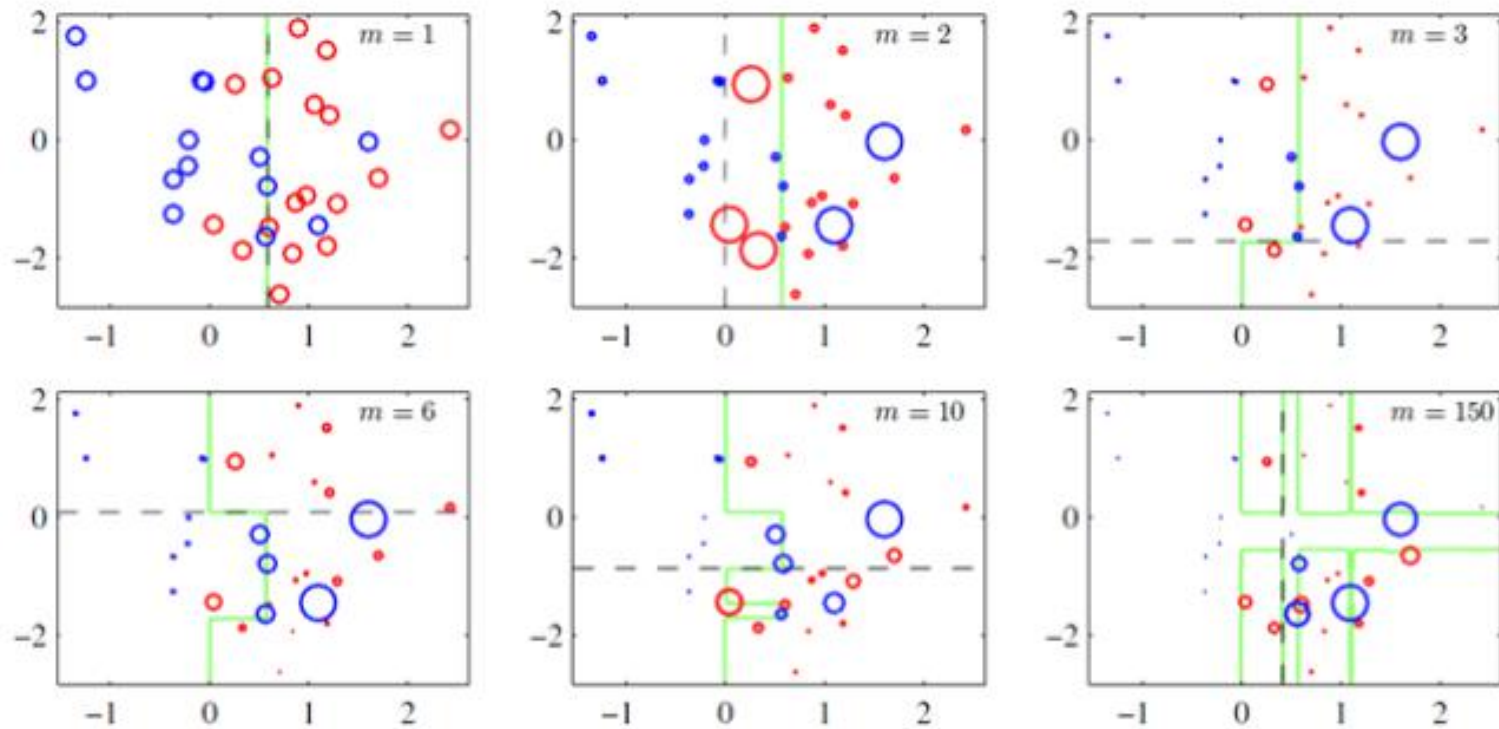 2 m = 1 2 m = 2 2 m = 3
0 0 0
−2 −2 −2
−1 0 1 2 −1 0 1 2 −1 0 1 2
2 m = 6 2 m = 10 2 m = 150
0 0 0
−2 −2 −2
−1 0 1 2 −1 0 1 2 −1 0 1 2